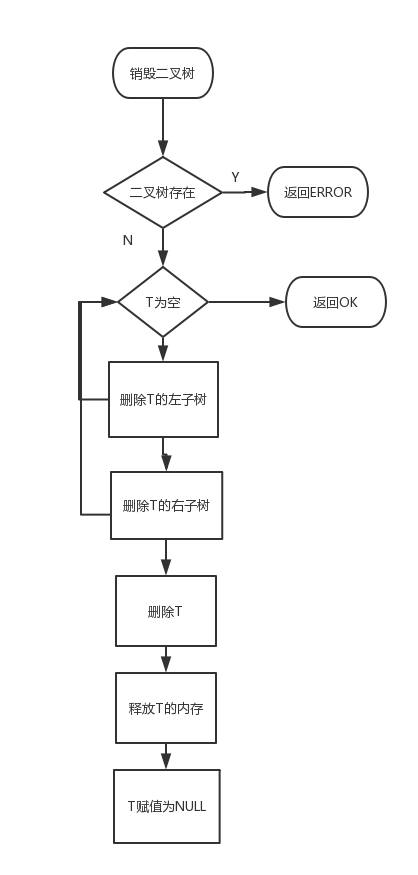 销毁二叉树
二叉树存在
Y
返回ERROR
N
T为空
返回OK
删除T的左子树
删除T的右子树
删除T
释放T的内存
T赋值为NULL